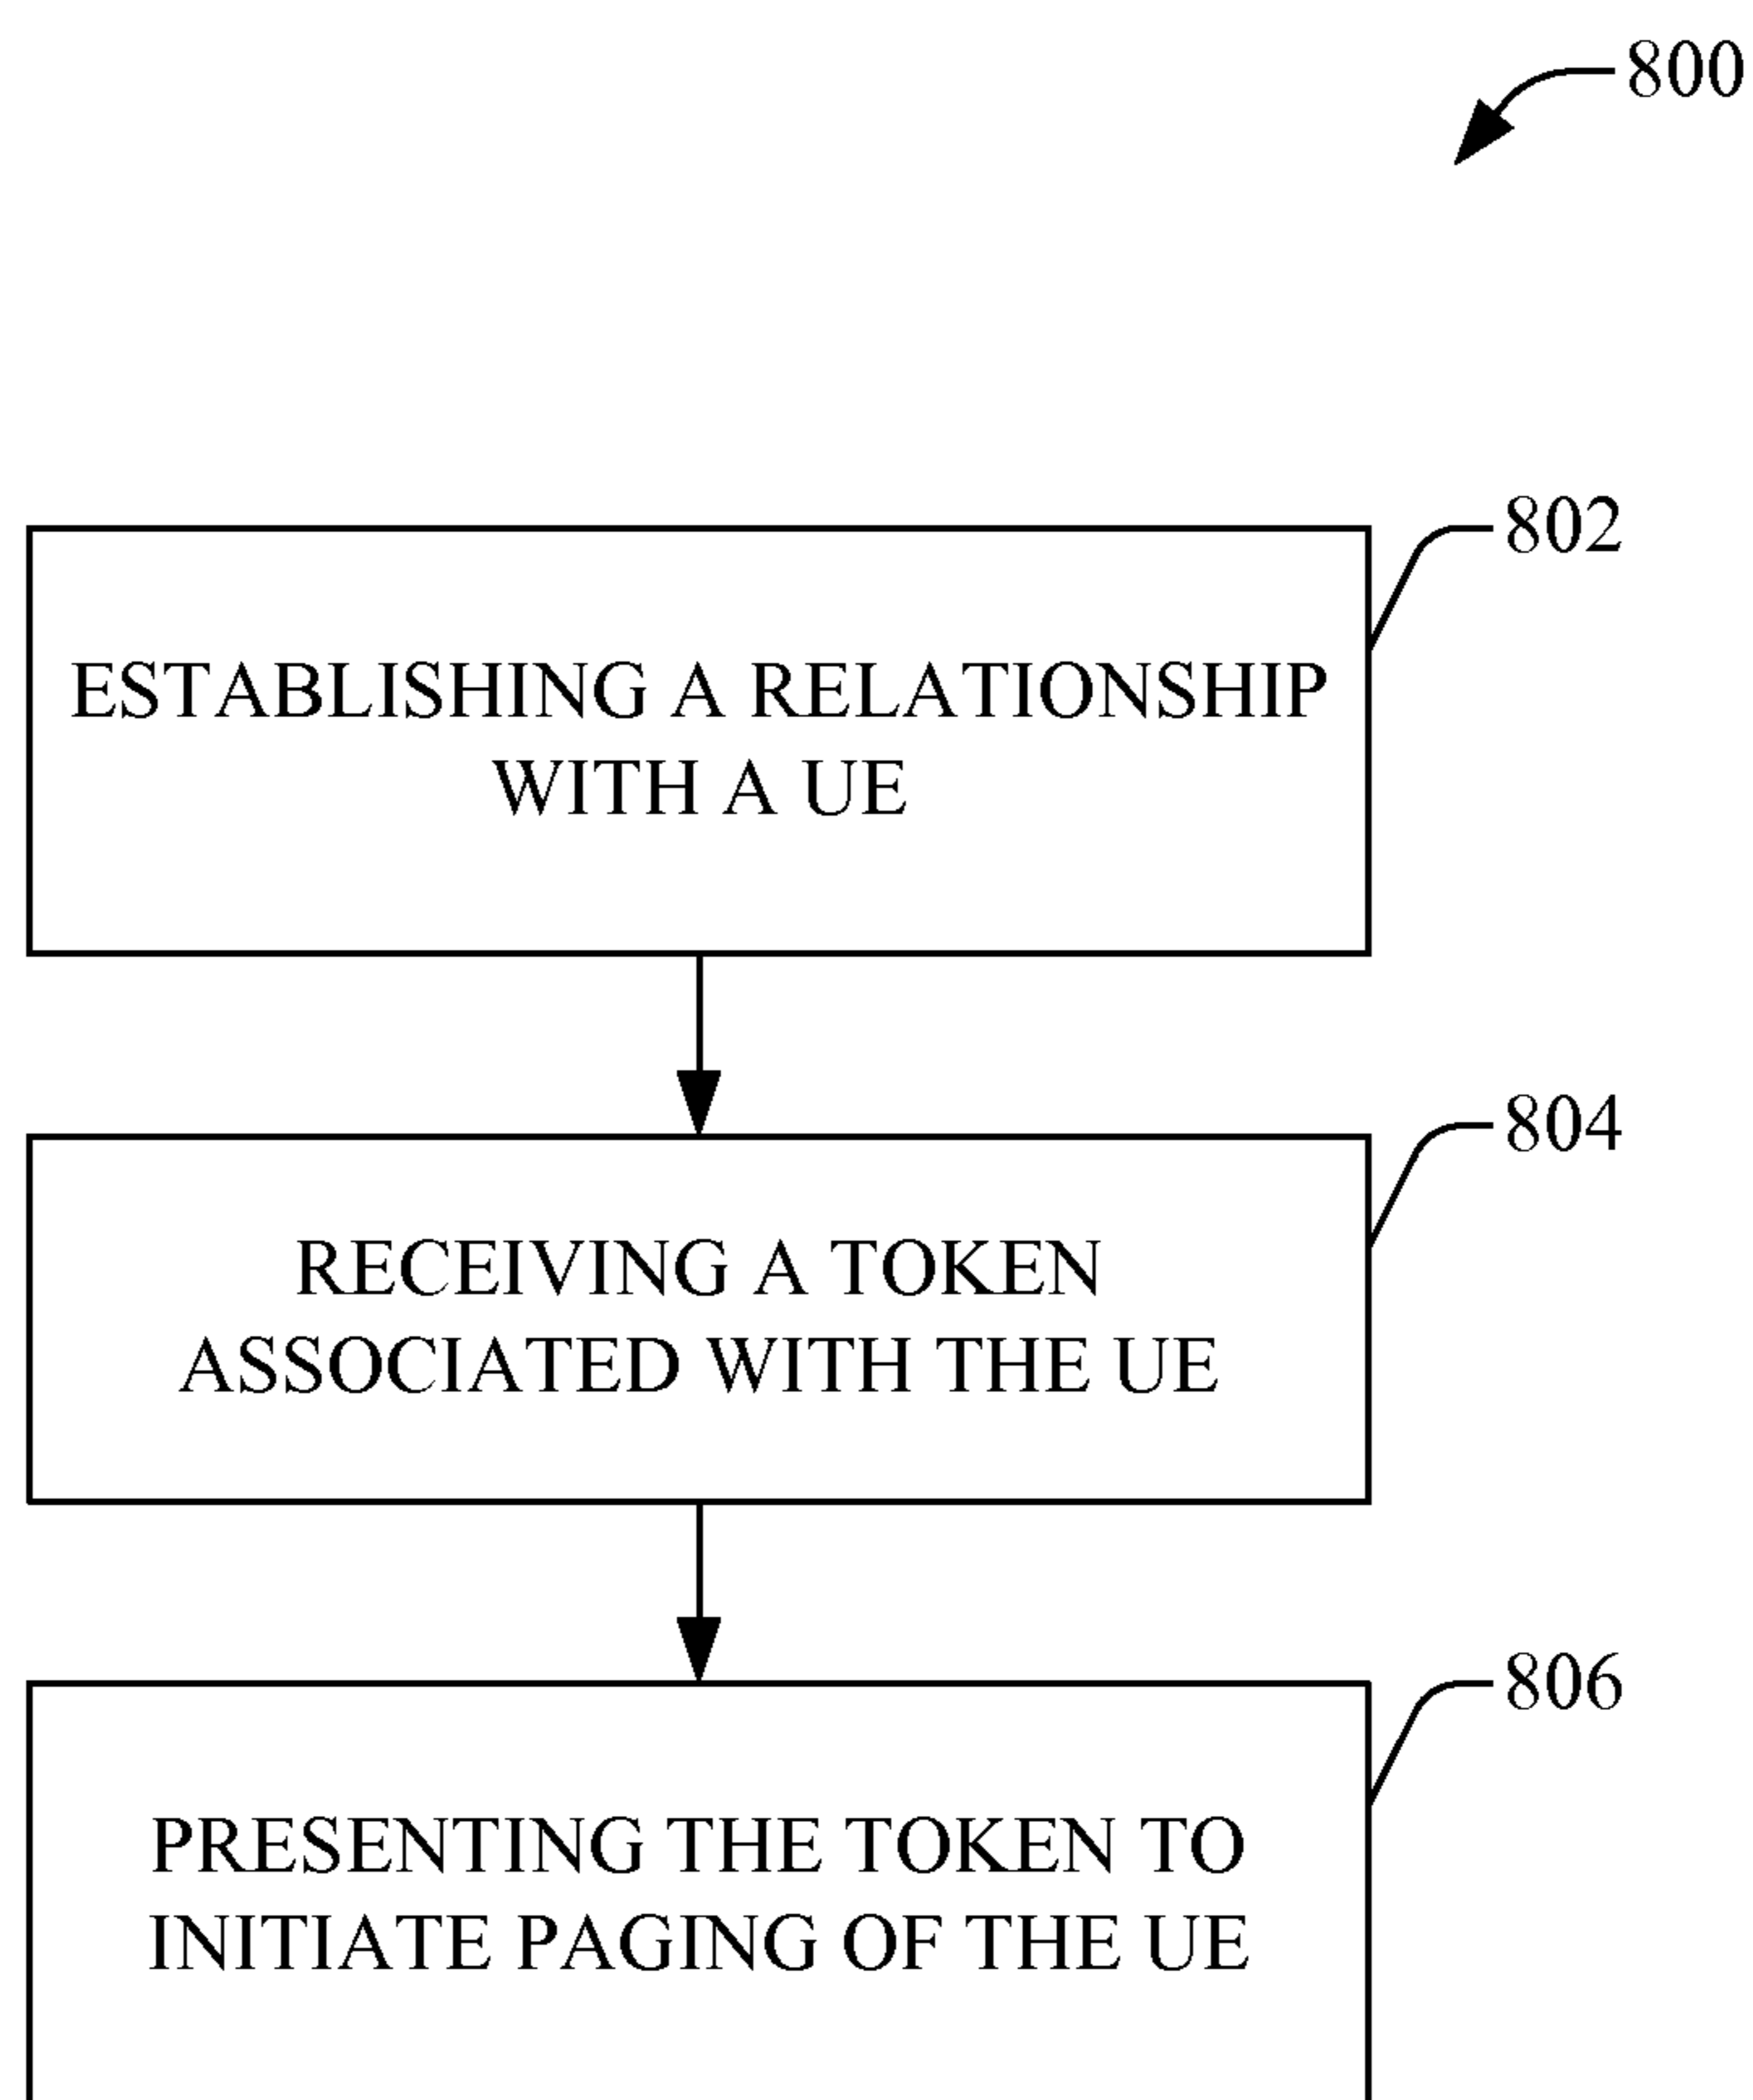 800
802
ESTABLISHING A RELATIONSHIP
WITH A UE
804
RECEIVING A TOKEN
ASSOCIATED WITH THE UE
806
PRESENTING THE TOKEN TO
INITIATE PAGING OF THE UE